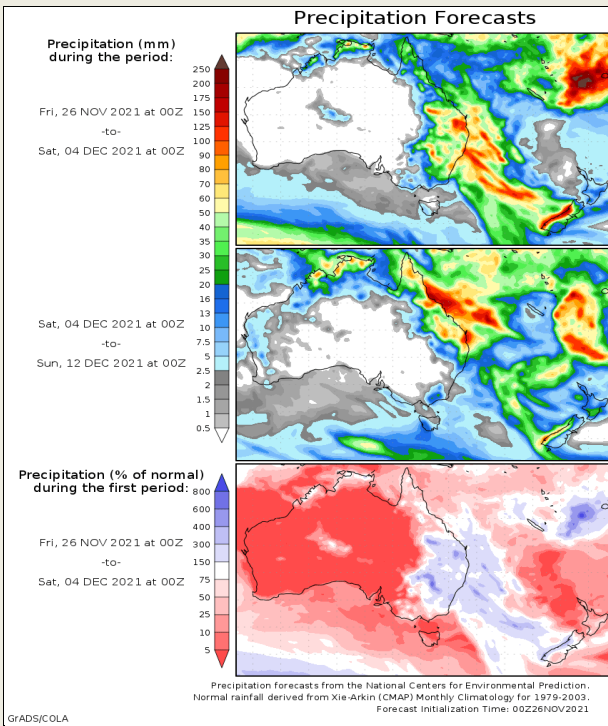 Precipitation Forecasts
Precipitation (mm)
during the period:
Fri, 26 NOV 2021 at 00Z
-to-
Sat, 04 DEC 2021 at 00Z
250
200
175
150
125
100
90
80
70
60
50
40
35
30
25
20
16
13
10
7.5
5
2.5
2
1.5
1
0.5
Sat, 04 DEC 2021 at 00Z
-to-
Sun, 12 DEC 2021 at 00Z
Precipitation (% of normal)
during the first period:
Fri, 26 NOV 2021 at 00Z
-to-
Sat, 04 DEC 2021 at 00Z
800
600
400
300
150
75
50
25
10
5
Precipitation forecasts from the National Centers for Environmental Prediction.
Normal rainfall derived from Xie-Arkin (CMAP) Monthly Climatology for 1979-2003.
Forecast Initialization Time: 00Z26NOV2021
GrADS/COLA